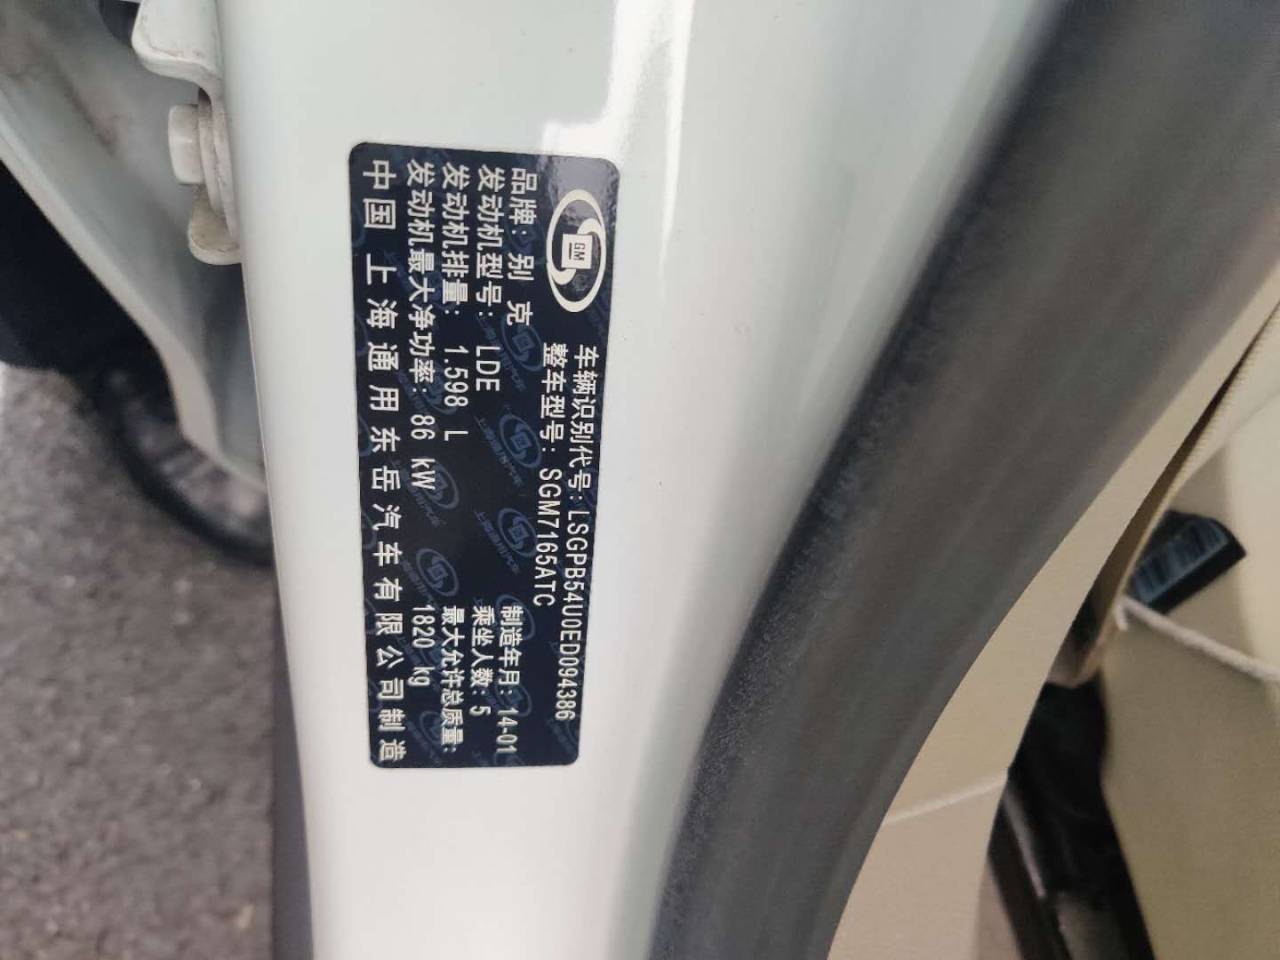 GM
车辆识别代号: LSGPB54U0ED094386
整车型号: SGM7165ATC
品牌: 别 克
制造年月: 14-01
发动机型号: LDE
乘坐人数: 5
发动机排量: 1.598 L
最大允许总质量:
发动机最大净功率: 86 kW
1820 kg
中国 上海通用东岳汽车有限公司制造